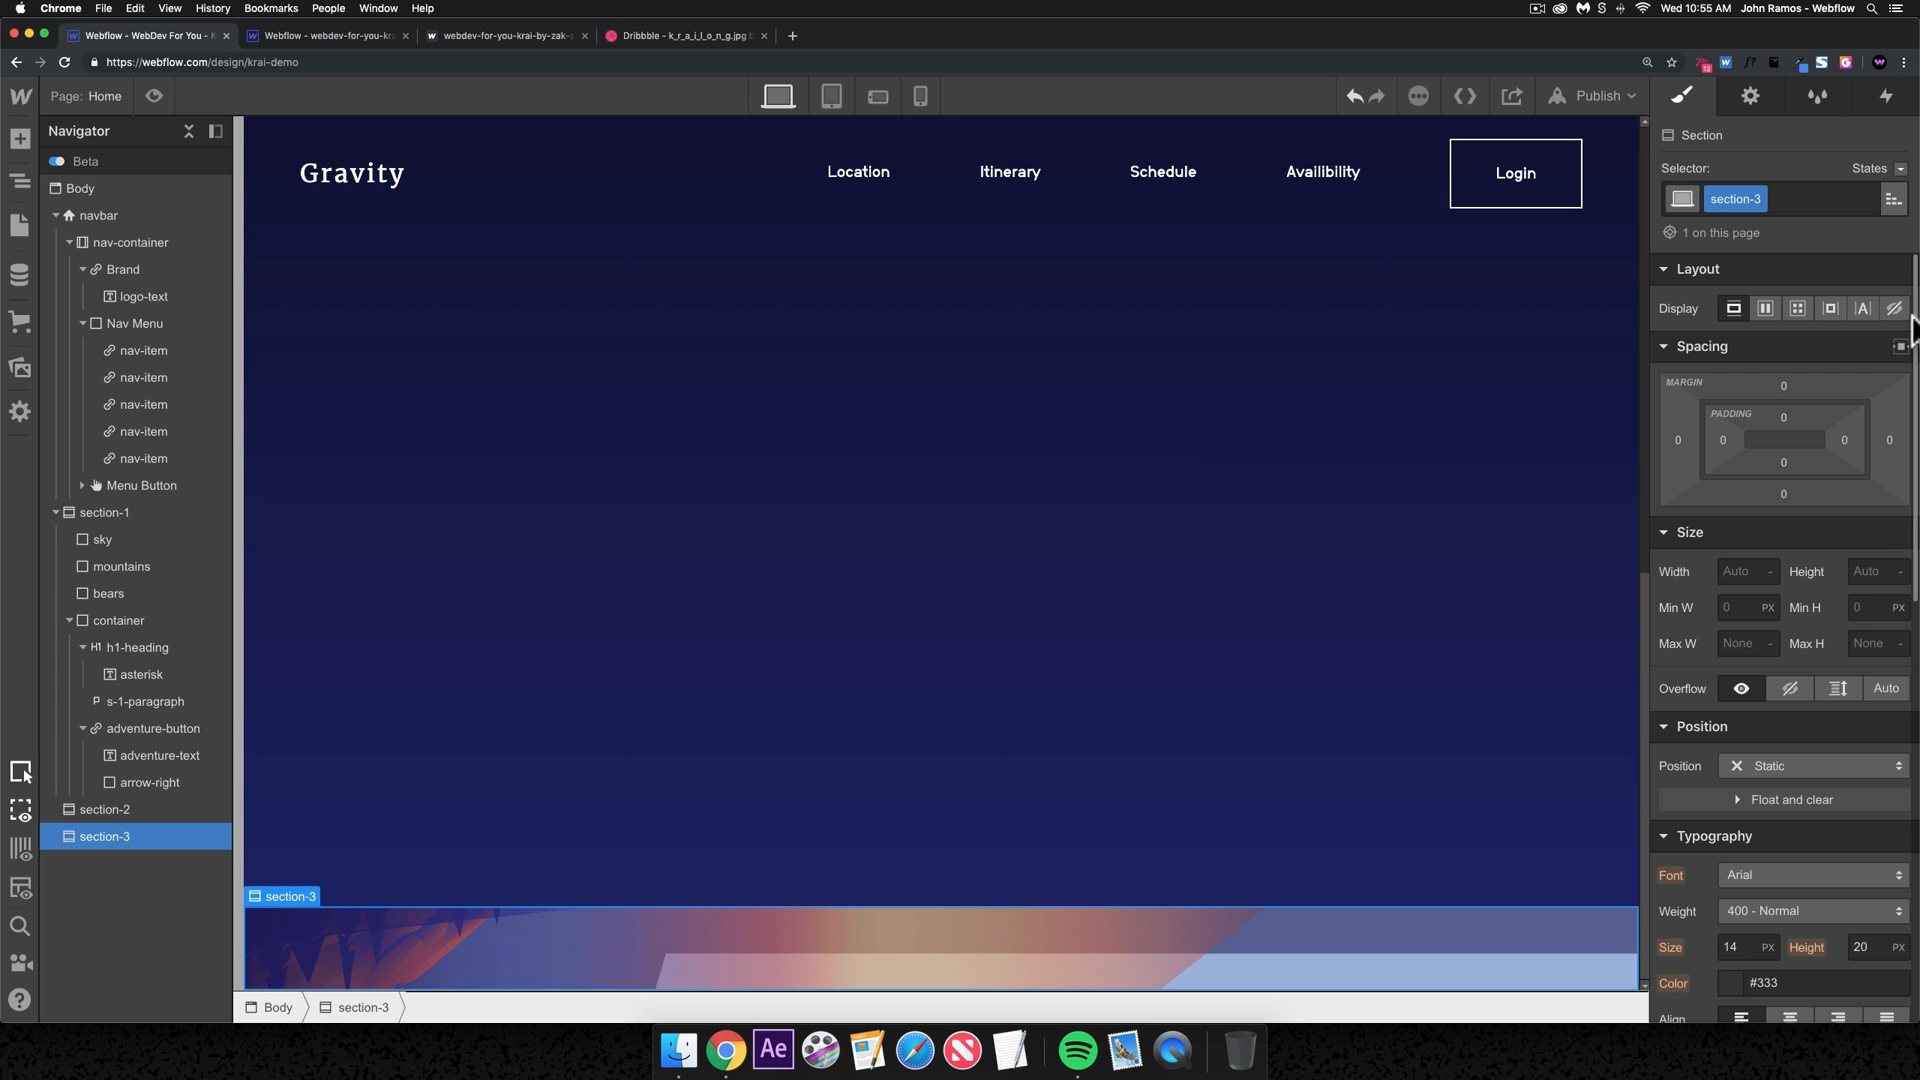 Chrome File Edit View History Bookmarks People Window Help
Wed 10:55 AM John Ramos - Webflow
Webflow - WebDev For You - K
Webflow - webdev-for-you-kra
webdev-for-you-krai-by-zak-s
Dribbble - k_r_a_i_l_o_n_g.jpg b
https://webflow.com/design/krai-demo
12
Page: Home
Publish
Navigator
Beta
Body
navbar
nav-container
Brand
logo-text
Nav Menu
nav-item
nav-item
nav-item
nav-item
nav-item
Menu Button
section-1
sky
mountains
bears
container
H1 h1-heading
asterisk
P s-1-paragraph
adventure-button
adventure-text
arrow-right
section-2
section-3
Gravity
Location Itinerary Schedule Availibility Login
section-3
Body section-3
Section
Selector: States
section-3
1 on this page
Layout
Display
Spacing
MARGIN 0
PADDING 0
0 0 0 0
0
0
Size
Width Auto - Height Auto -
Min W 0 PX Min H 0 PX
Max W None - Max H None -
Overflow Auto
Position
Position Static
Float and clear
Typography
Font Arial
Weight 400 - Normal
Size 14 PX Height 20 PX
Color #333
Align
Ae